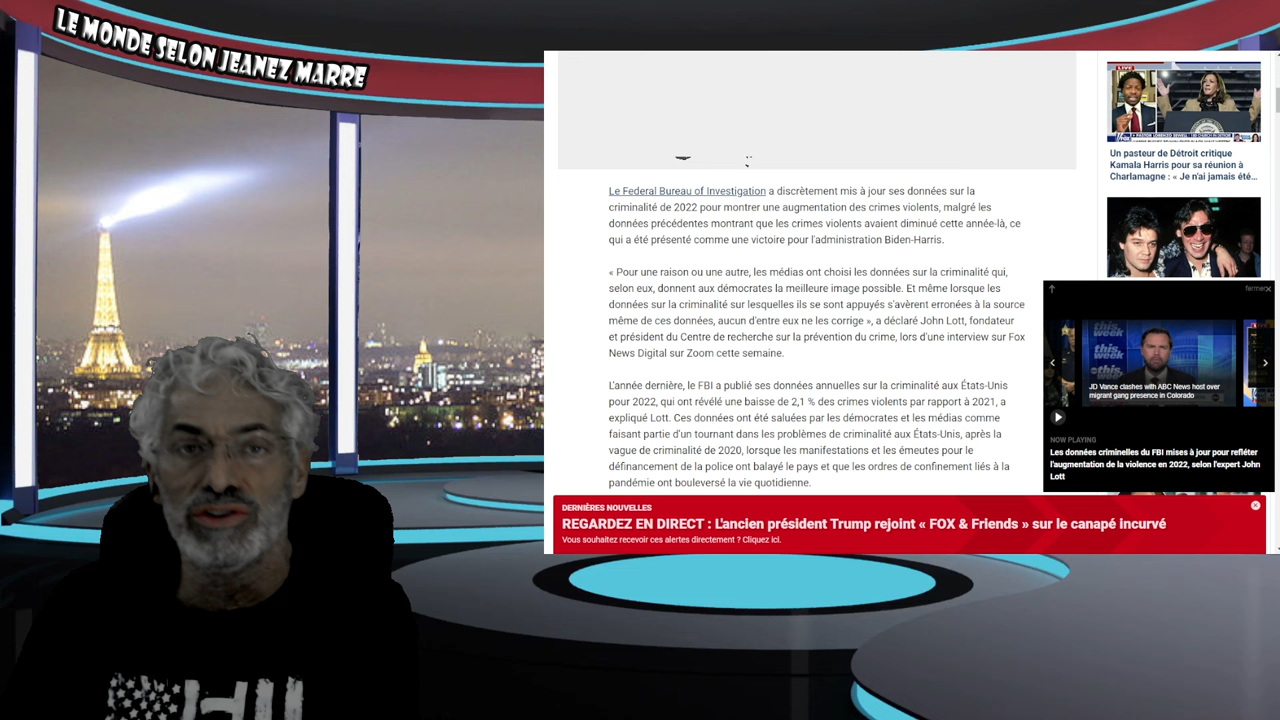 LE MONDE SELON JEANEZ MARRE
Le Federal Bureau of Investigation a discrètement mis à jour ses données sur la
criminalité de 2022 pour montrer une augmentation des crimes violents, malgré les
données précédentes montrant que les crimes violents avaient diminué cette année-là, ce
qui a été présenté comme une victoire pour l'administration Biden-Harris.
« Pour une raison ou une autre, les médias ont choisi les données sur la criminalité qui,
selon eux, donnent aux démocrates la meilleure image possible. Et même lorsque les
données sur la criminalité sur lesquelles ils se sont appuyés s'avèrent erronées à la source
même de ces données, aucun d'entre eux ne les corrige », a déclaré John Lott, fondateur
et président du Centre de recherche sur la prévention du crime, lors d'une interview sur Fox
News Digital sur Zoom cette semaine.
L'année dernière, le FBI a publié ses données annuelles sur la criminalité aux États-Unis
pour 2022, qui ont révélé une baisse de 2,1 % des crimes violents par rapport à 2021, a
expliqué Lott. Ces données ont été saluées par les démocrates et les médias comme
faisant partie d'un tournant dans les problèmes de criminalité aux États-Unis, après la
vague de criminalité de 2020, lorsque les manifestations et les émeutes pour le
définancement de la police ont balayé le pays et que les ordres de confinement liés à la
pandémie ont bouleversé la vie quotidienne.
LIVE
Un pasteur de Détroit critique
Kamala Harris pour sa réunion à
Charlamagne : « Je n'ai jamais été...
fermer
this
week
this
week
JD Vance clashes with ABC News host over
migrant gang presence in Colorado
NOW PLAYING
Les données criminelles du FBI mises à jour pour refléter
l'augmentation de la violence en 2022, selon l'expert John
Lott
DERNIÈRES NOUVELLES
REGARDEZ EN DIRECT : L'ancien président Trump rejoint « FOX & Friends » sur le canapé incurvé
Vous souhaitez recevoir ces alertes directement ? Cliquez ici.